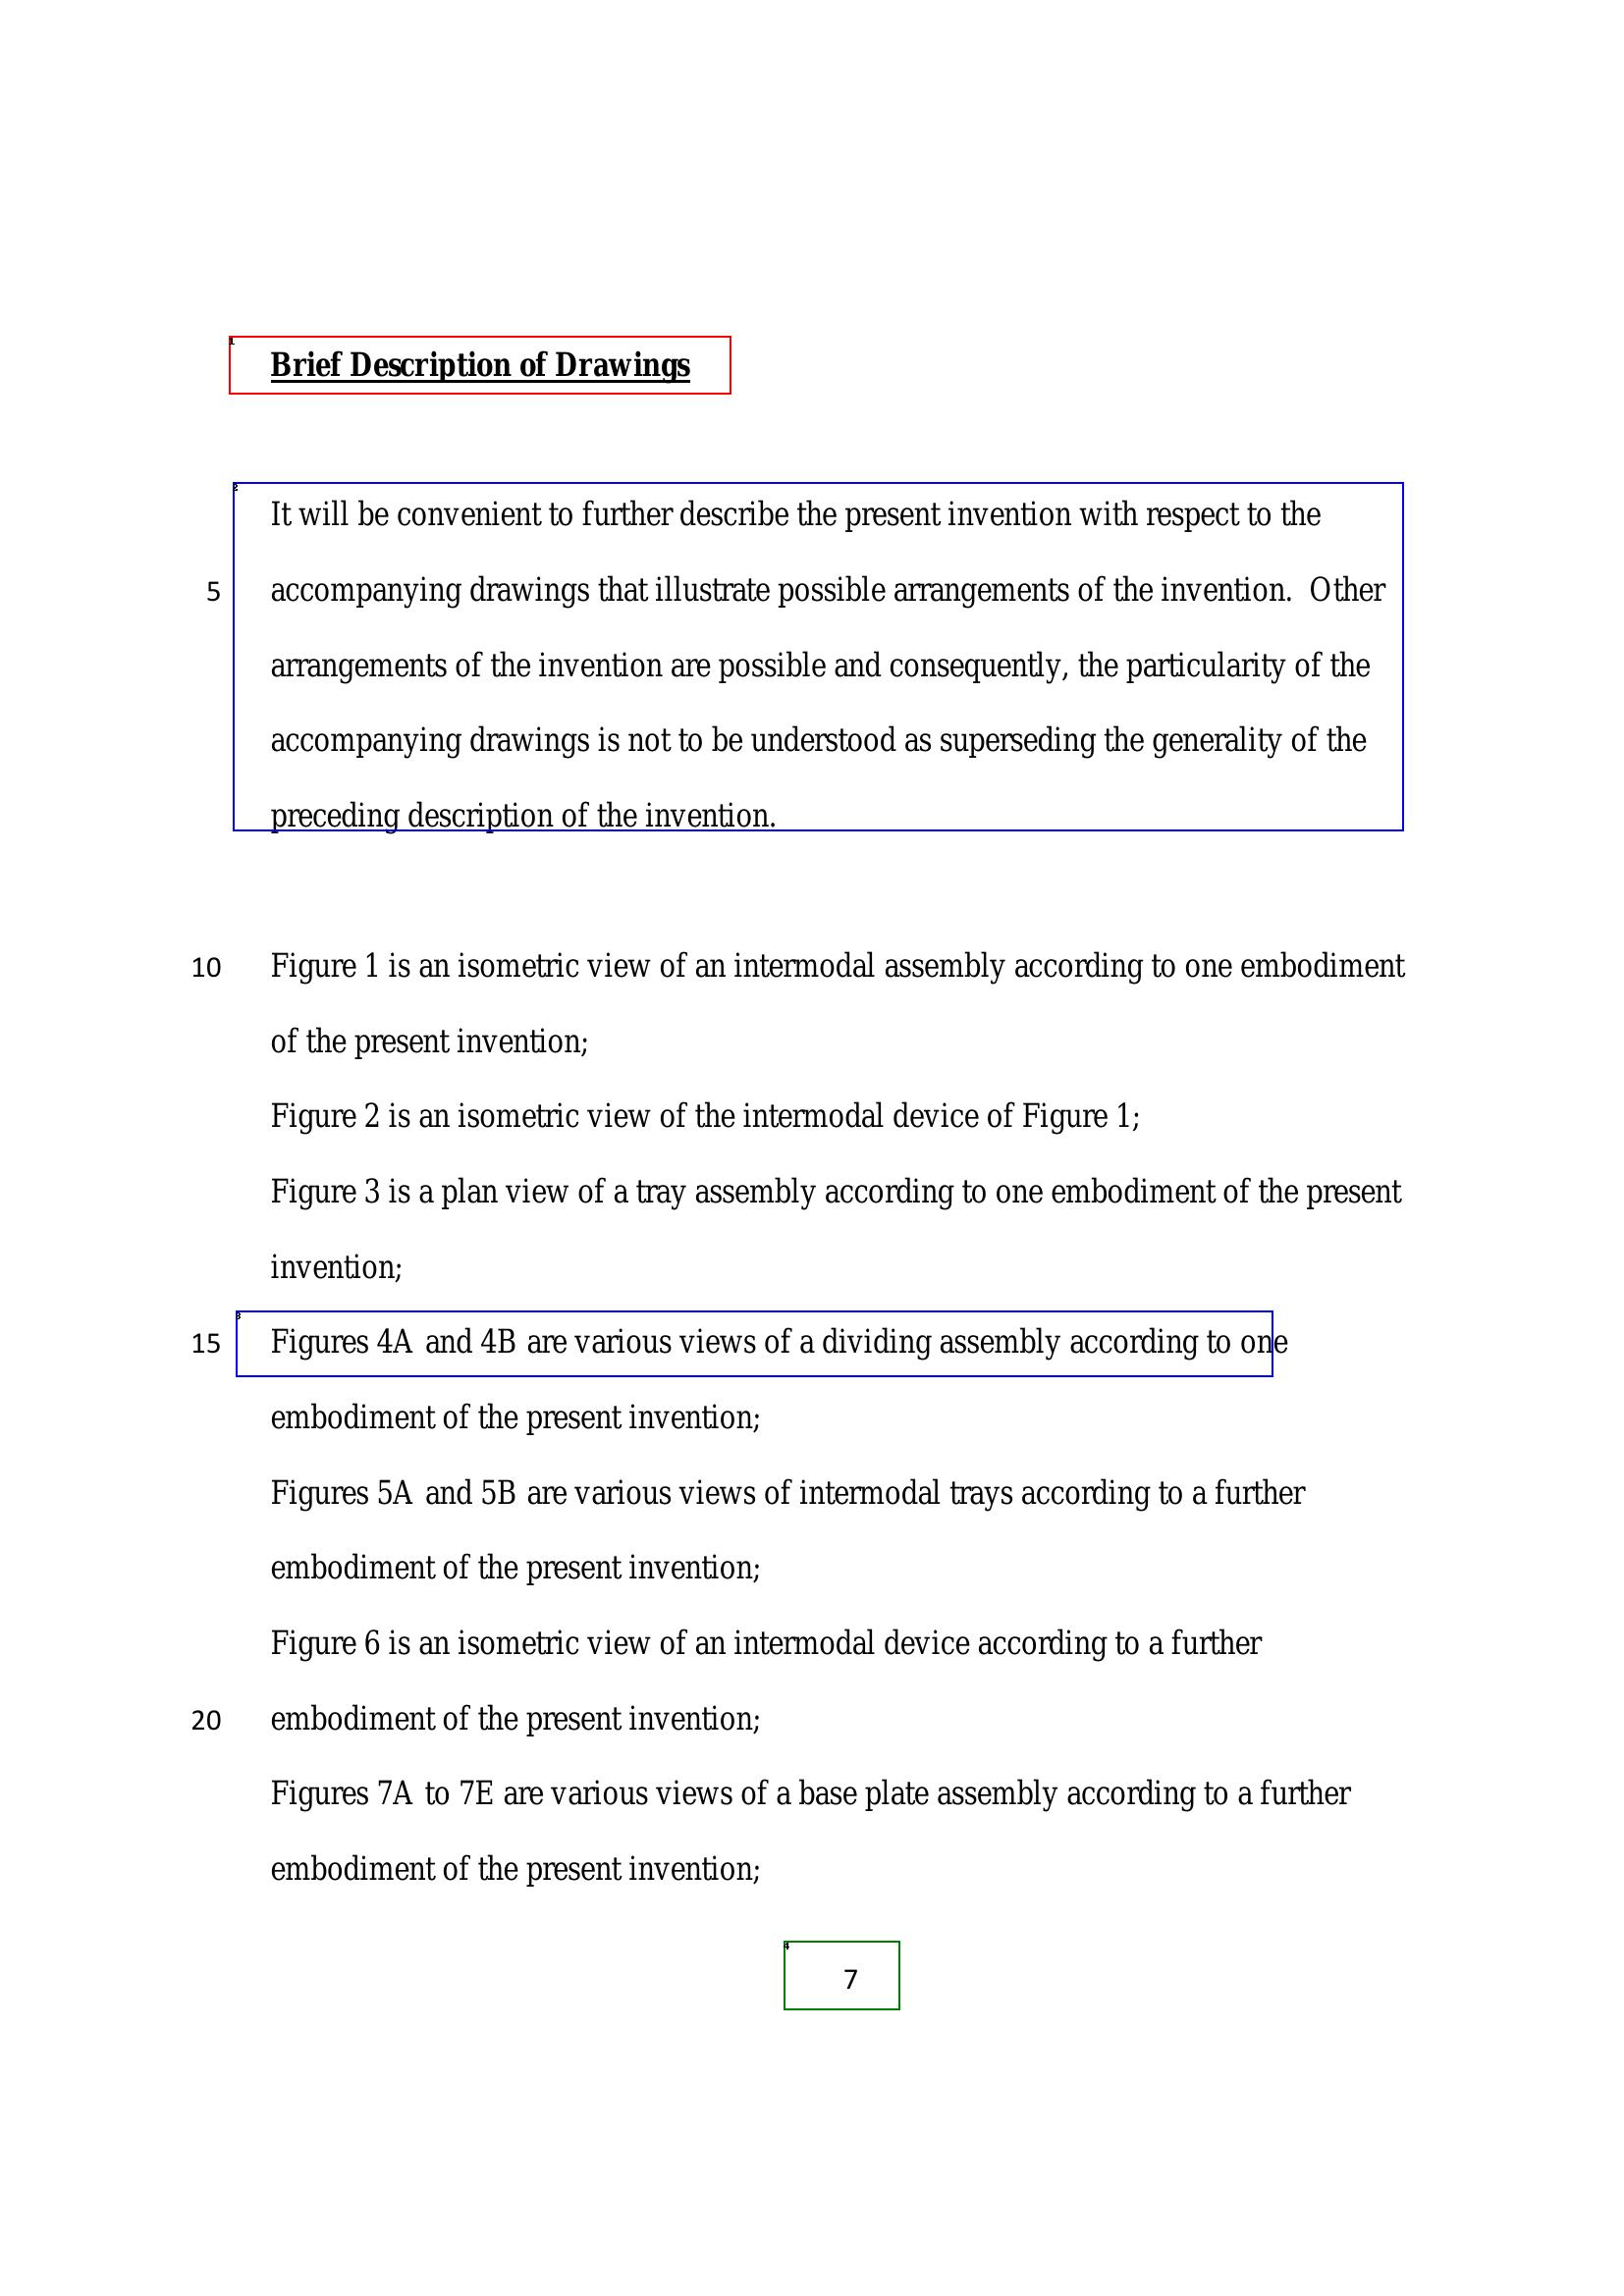 1
Brief Description of Drawings
2
It will be convenient to further describe the present invention with respect to the
5 accompanying drawings that illustrate possible arrangements of the invention.  Other
arrangements of the invention are possible and consequently, the particularity of the
accompanying drawings is not to be understood as superseding the generality of the
preceding description of the invention.
10 Figure 1 is an isometric view of an intermodal assembly according to one embodiment
of the present invention;
Figure 2 is an isometric view of the intermodal device of Figure 1;
Figure 3 is a plan view of a tray assembly according to one embodiment of the present
invention;
3
15 Figures 4A and 4B are various views of a dividing assembly according to one
embodiment of the present invention;
Figures 5A and 5B are various views of intermodal trays according to a further
embodiment of the present invention;
Figure 6 is an isometric view of an intermodal device according to a further
20 embodiment of the present invention;
Figures 7A to 7E are various views of a base plate assembly according to a further
embodiment of the present invention;
4
7